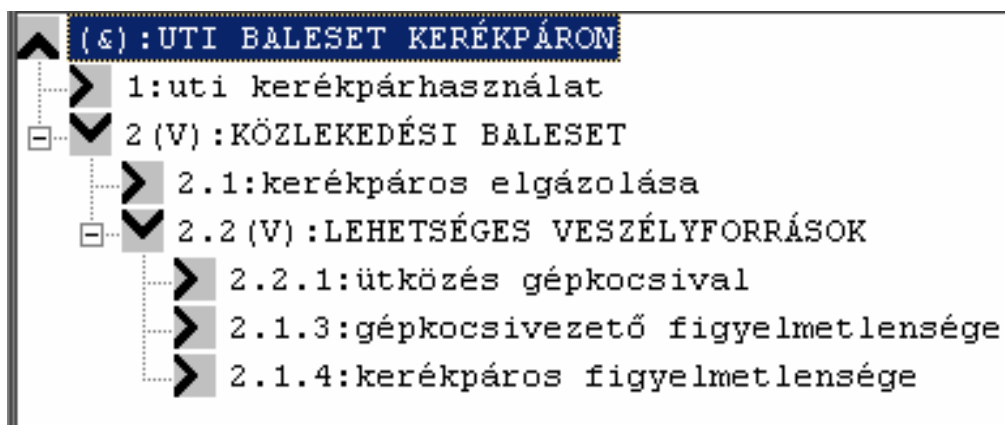 (&):UTI BALESET KERÉKPÁRON
1:uti kerékpárhasználat
2(V):KÖZLEKEDÉSI BALESET
2.1:kerékpáros elgázolása
2.2(V):LEHETSÉGES VESZÉLYFORRÁSOK
2.2.1:ütközés gépkocsival
2.1.3:gépkocsivezető figyelmetlensége
2.1.4:kerékpáros figyelmetlensége